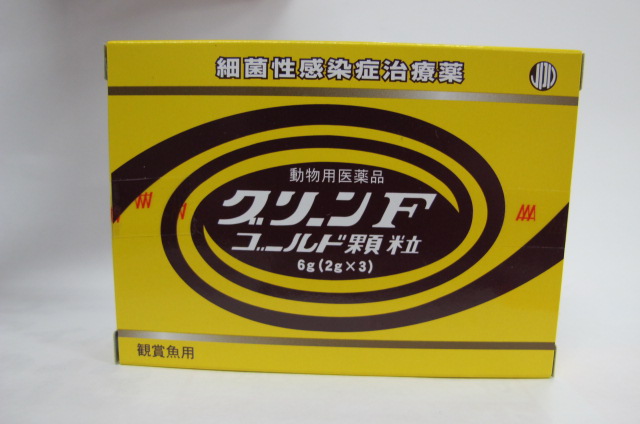 細菌性感染症治療薬
動物用医薬品
グリーンF
ゴールド顆粒
6g(2g×3)
観賞魚用